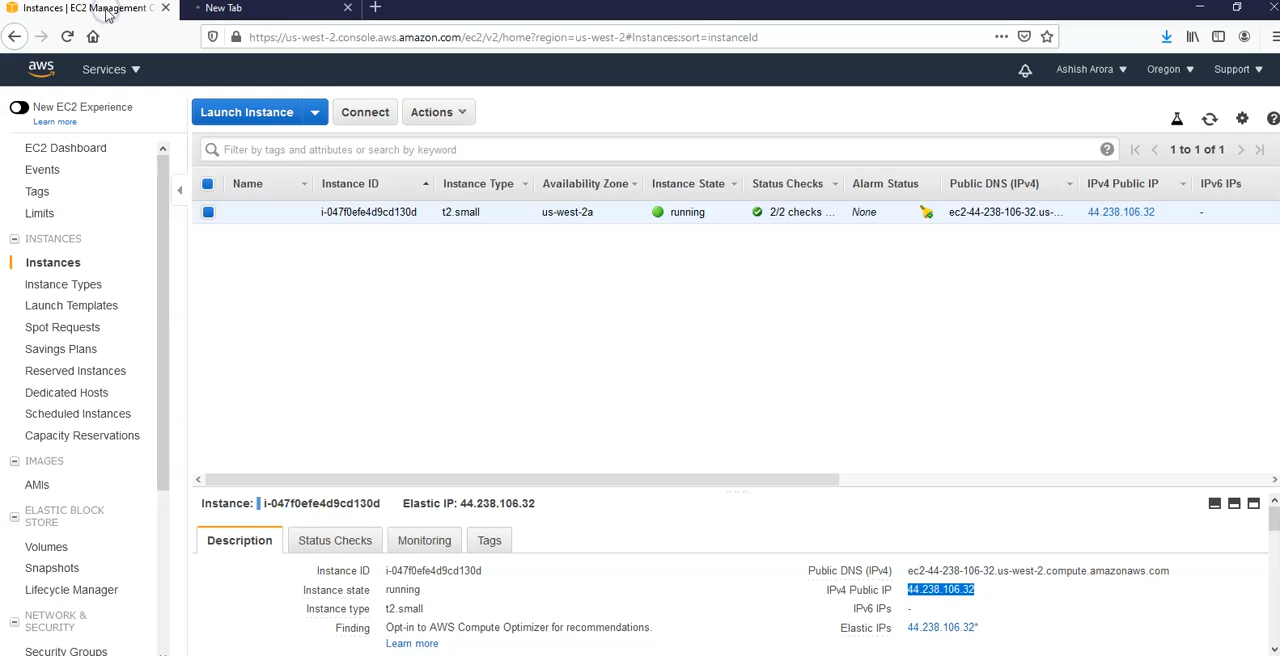 Instances | EC2 Management C
New Tab
https://us-west-2.console.aws.amazon.com/ec2/v2/home?region=us-west-2#Instances:sort=instanceId
aws
Services
Ashish Arora
Oregon
Support
New EC2 Experience
Learn more
EC2 Dashboard
Events
Tags
Limits
INSTANCES
Instances
Instance Types
Launch Templates
Spot Requests
Savings Plans
Reserved Instances
Dedicated Hosts
Scheduled Instances
Capacity Reservations
IMAGES
AMIs
ELASTIC BLOCK
STORE
Volumes
Snapshots
Lifecycle Manager
NETWORK &
SECURITY
Security Groups
Launch Instance
Connect
Actions
Filter by tags and attributes or search by keyword
1 to 1 of 1
Name Instance ID Instance Type Availability Zone Instance State Status Checks Alarm Status Public DNS (IPv4) IPv4 Public IP IPv6 IPs
i-047f0efe4d9cd130d t2.small us-west-2a running 2/2 checks ... None ec2-44-238-106-32.us-... 44.238.106.32 -
Instance: i-047f0efe4d9cd130d Elastic IP: 44.238.106.32
Description Status Checks Monitoring Tags
Instance ID i-047f0efe4d9cd130d
Instance state running
Instance type t2.small
Finding Opt-in to AWS Compute Optimizer for recommendations.
Learn more
Public DNS (IPv4) ec2-44-238-106-32.us-west-2.compute.amazonaws.com
IPv4 Public IP 44.238.106.32
IPv6 IPs -
Elastic IPs 44.238.106.32*